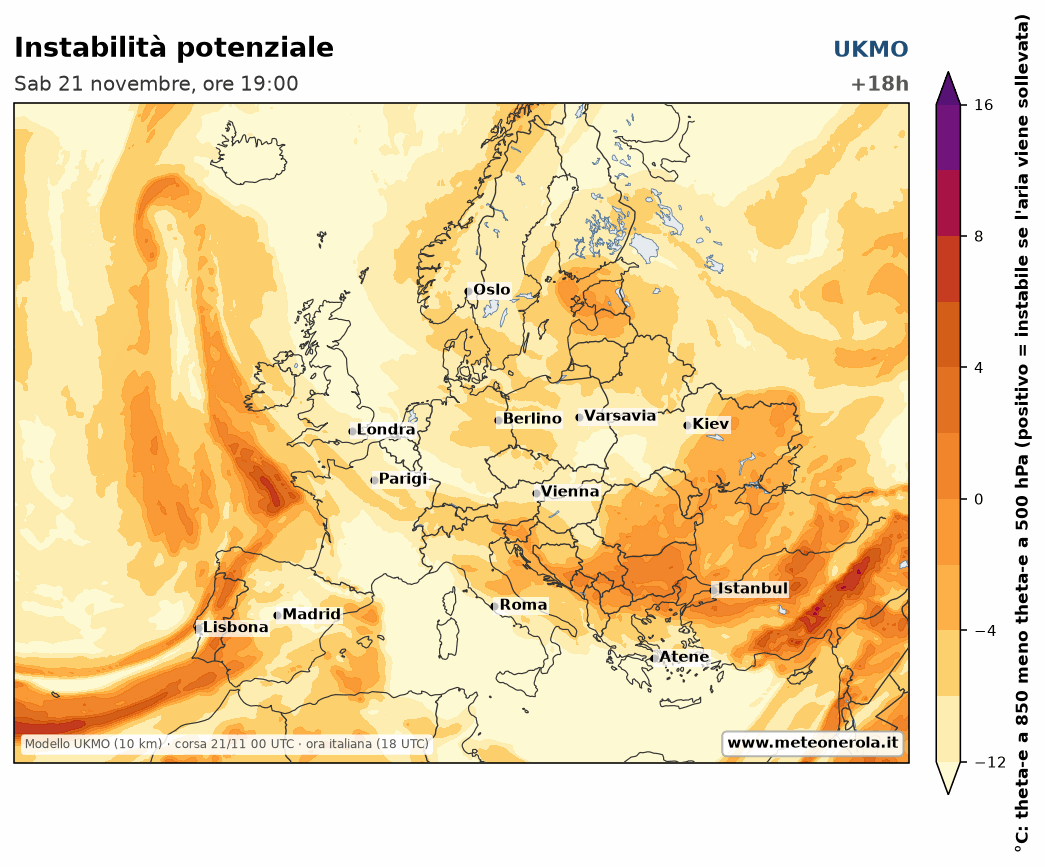 Instabilità potenziale
UKMO
Sab 21 novembre, ore 19:00
+18h
Oslo
Berlino
Varsavia
Kiev
Londra
Parigi
Vienna
Istanbul
Roma
Madrid
Lisbona
Atene
Modello UKMO (10 km) · corsa 21/11 00 UTC · ora italiana (18 UTC)
www.meteonerola.it
16
8
4
0
−4
−12
°C: theta-e a 850 meno theta-e a 500 hPa (positivo = instabile se l'aria viene sollevata)